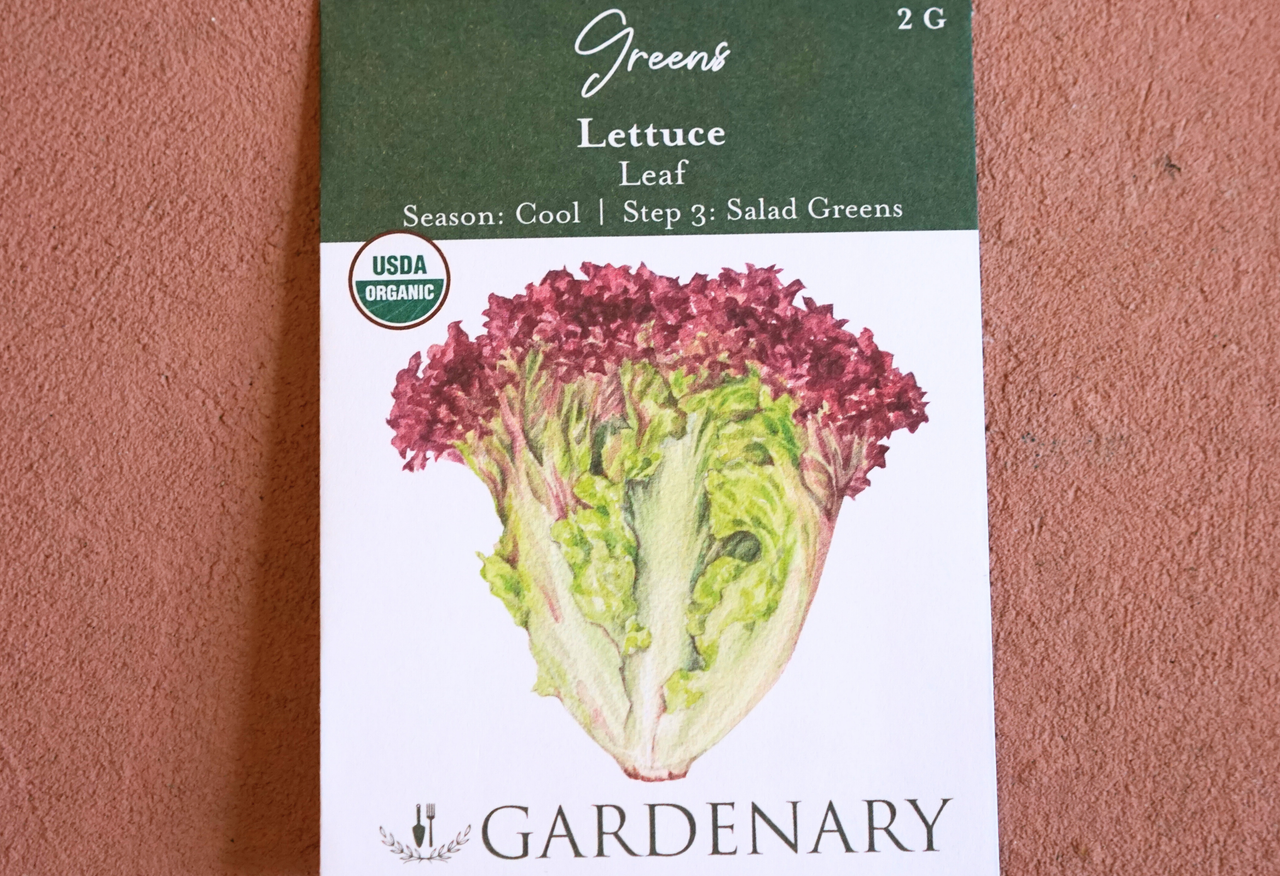 2 G
Greens
Lettuce
Leaf
Season: Cool | Step 3: Salad Greens
USDA
ORGANIC
GARDENARY